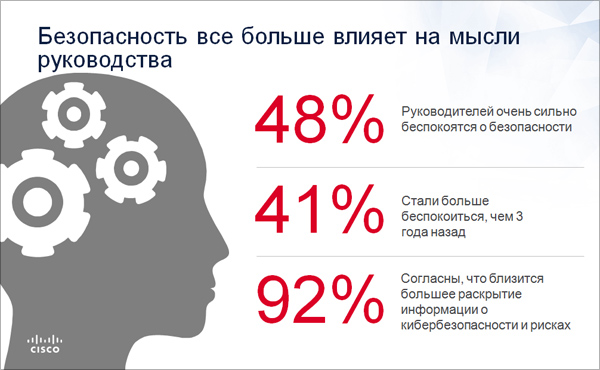 Безопасность все больше влияет на мысли
руководства
48%
Руководителей очень сильно
беспокоятся о безопасности
41%
Стали больше
беспокоиться, чем 3
года назад
92%
Согласны, что близится
большее раскрытие
информации о
кибербезопасности и рисках
CISCO